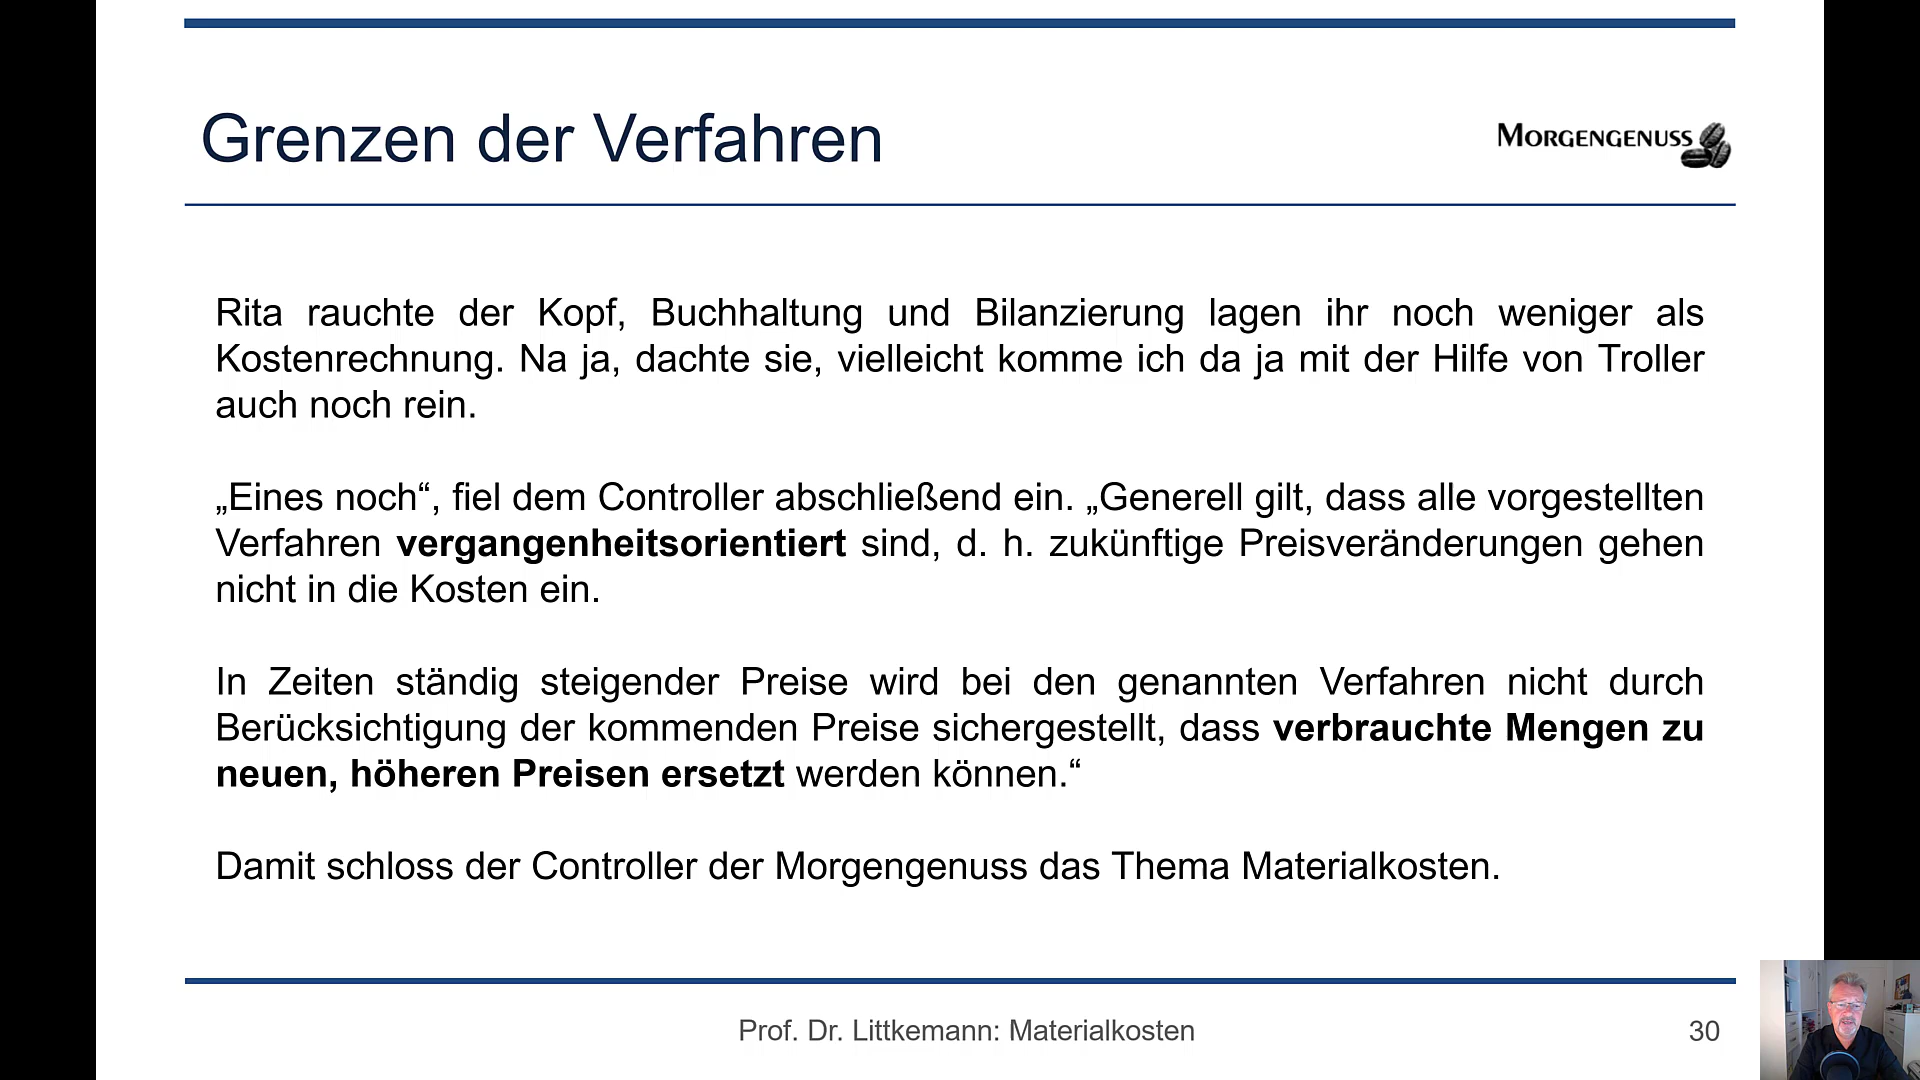 Grenzen der Verfahren
MORGENGENUSS
Rita rauchte der Kopf, Buchhaltung und Bilanzierung lagen ihr noch weniger als
Kostenrechnung. Na ja, dachte sie, vielleicht komme ich da ja mit der Hilfe von Troller
auch noch rein.
„Eines noch“, fiel dem Controller abschließend ein. „Generell gilt, dass alle vorgestellten
Verfahren vergangenheitsorientiert sind, d. h. zukünftige Preisveränderungen gehen
nicht in die Kosten ein.
In Zeiten ständig steigender Preise wird bei den genannten Verfahren nicht durch
Berücksichtigung der kommenden Preise sichergestellt, dass verbrauchte Mengen zu
neuen, höheren Preisen ersetzt werden können.“
Damit schloss der Controller der Morgengenuss das Thema Materialkosten.
Prof. Dr. Littkemann: Materialkosten
30